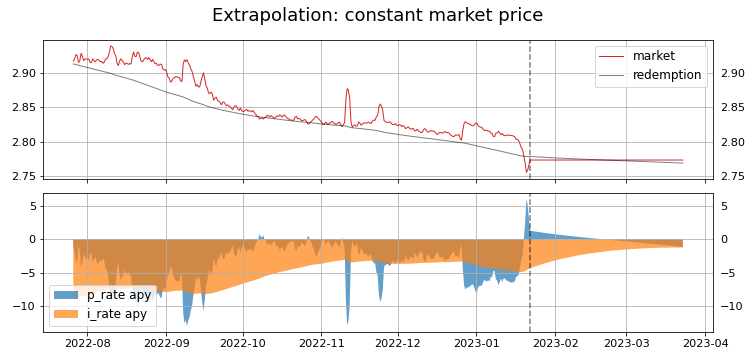 Extrapolation: constant market price
market
redemption
2.90 2.90
2.85 2.85
2.80 2.80
2.75 2.75
5 5
0 0
−5 −5
−10 −10
p_rate apy
i_rate apy
2022-08 2022-09 2022-10 2022-11 2022-12 2023-01 2023-02 2023-03 2023-04